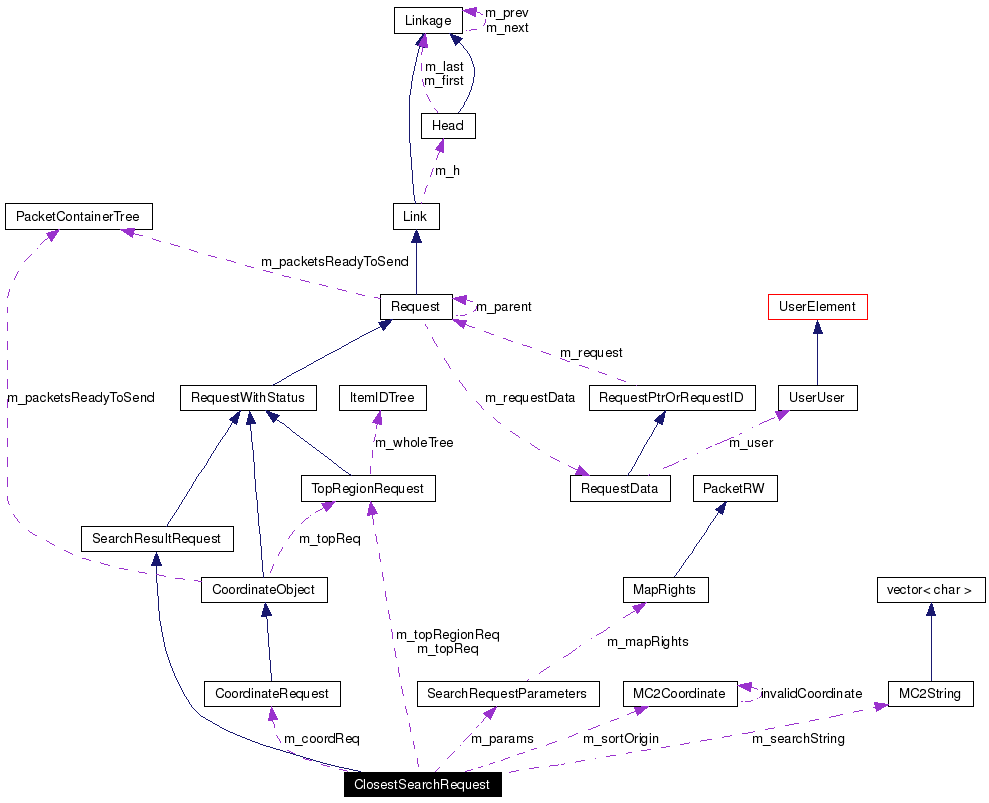 Linkage
m_prev
m_next
m_last
m_first
Head
m_h
PacketContainerTree
Link
m_packetsReadyToSend
Request
m_parent
UserElement
m_request
m_packetsReadyToSend
RequestWithStatus
ItemIDTree
m_requestData
RequestPtrOrRequestID
UserUser
m_wholeTree
m_user
TopRegionRequest
RequestData
PacketRW
SearchResultRequest
m_topReq
CoordinateObject
MapRights
vector< char >
m_topRegionReq
m_topReq
m_mapRights
CoordinateRequest
SearchRequestParameters
MC2Coordinate
invalidCoordinate
MC2String
m_coordReq
m_params
m_sortOrigin
m_searchString
ClosestSearchRequest